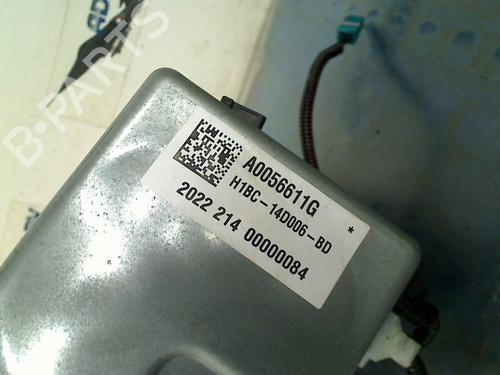 A0056611G
H1BC-14D006-BD
*
2022 214 00000084
B-PARTS